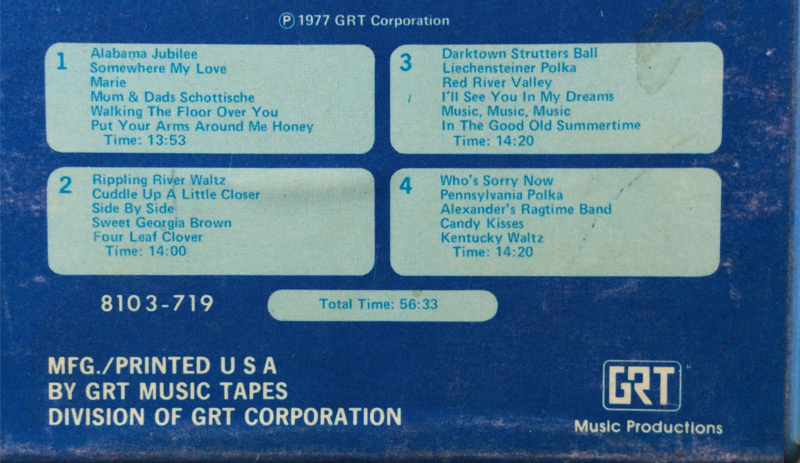 ℗ 1977 GRT Corporation
1
Alabama Jubilee
Somewhere My Love
Marie
Mom & Dads Schottische
Walking The Floor Over You
Put Your Arms Around Me Honey
Time: 13:53
2
Rippling River Waltz
Cuddle Up A Little Closer
Side By Side
Sweet Georgia Brown
Four Leaf Clover
Time: 14:00
3
Darktown Strutters Ball
Liechensteiner Polka
Red River Valley
I'll See You In My Dreams
Music, Music, Music
In The Good Old Summertime
Time: 14:20
4
Who's Sorry Now
Pennsylvania Polka
Alexander's Ragtime Band
Candy Kisses
Kentucky Waltz
Time: 14:20
8103-719
Total Time: 56:33
MFG./PRINTED U S A
BY GRT MUSIC TAPES
DIVISION OF GRT CORPORATION
GRT
Music Productions